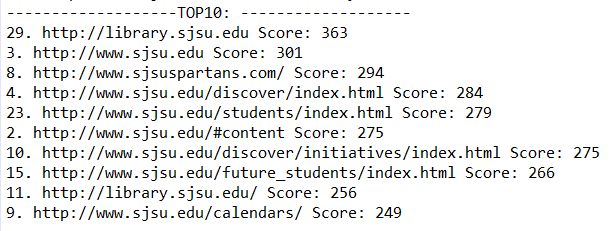 -------------------TOP10: -------------------
29. http://library.sjsu.edu Score: 363
3. http://www.sjsu.edu Score: 301
8. http://www.sjsuspartans.com/ Score: 294
4. http://www.sjsu.edu/discover/index.html Score: 284
23. http://www.sjsu.edu/students/index.html Score: 279
2. http://www.sjsu.edu/#content Score: 275
10. http://www.sjsu.edu/discover/initiatives/index.html Score: 275
15. http://www.sjsu.edu/future_students/index.html Score: 266
11. http://library.sjsu.edu/ Score: 256
9. http://www.sjsu.edu/calendars/ Score: 249